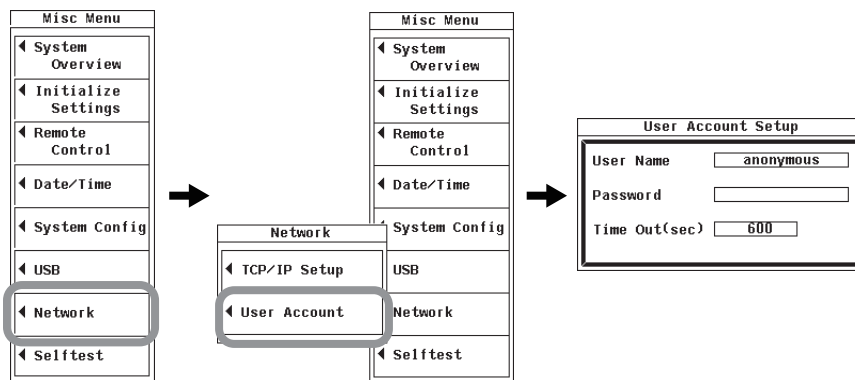 Misc Menu
System
Overview
Initialize
Settings
Remote
Control
Date/Time
System Config
USB
Network
Selftest
Network
TCP/IP Setup
User Account
Misc Menu
System
Overview
Initialize
Settings
Remote
Control
Date/Time
System Config
USB
Network
Selftest
User Account Setup
User Name anonymous
Password
Time Out(sec) 600